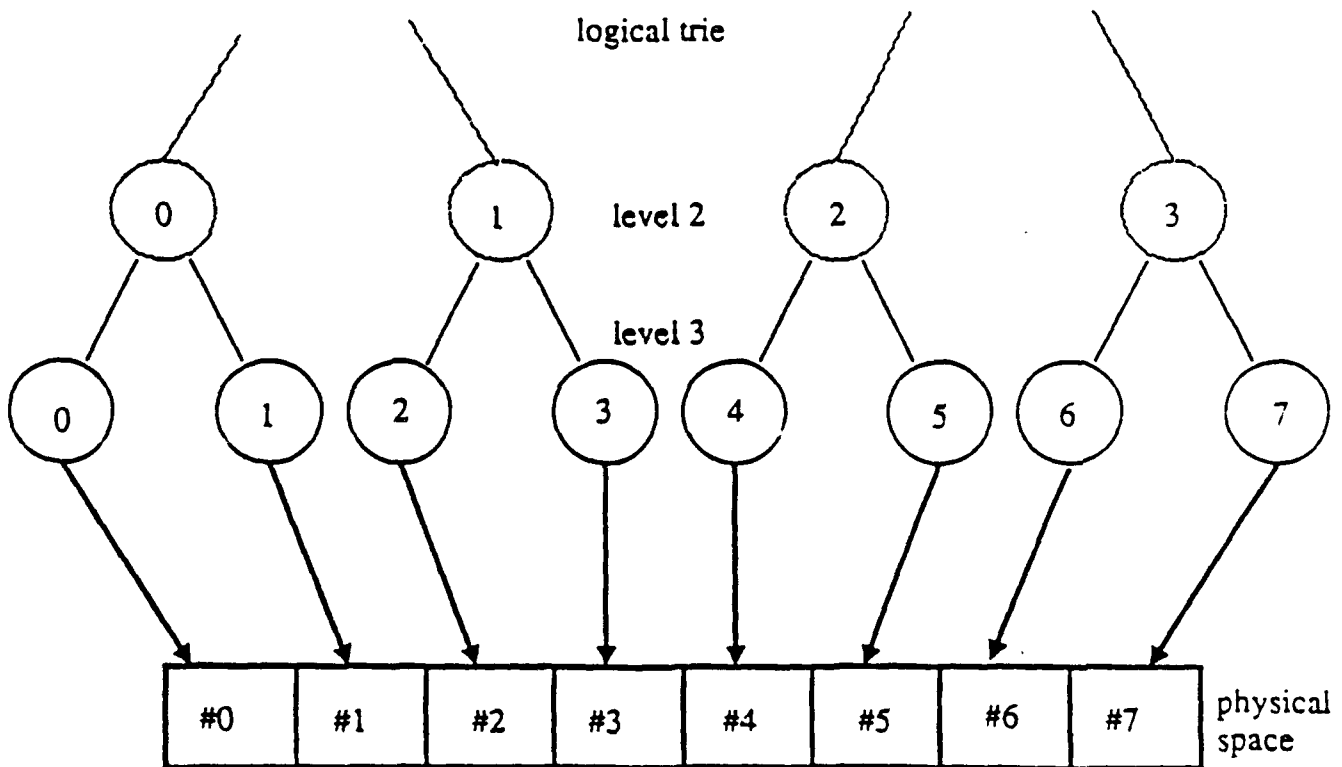 logical trie
0 1 level 2 2 3
level 3
0 1 2 3 4 5 6 7
#0 #1 #2 #3 #4 #5 #6 #7 physical
space